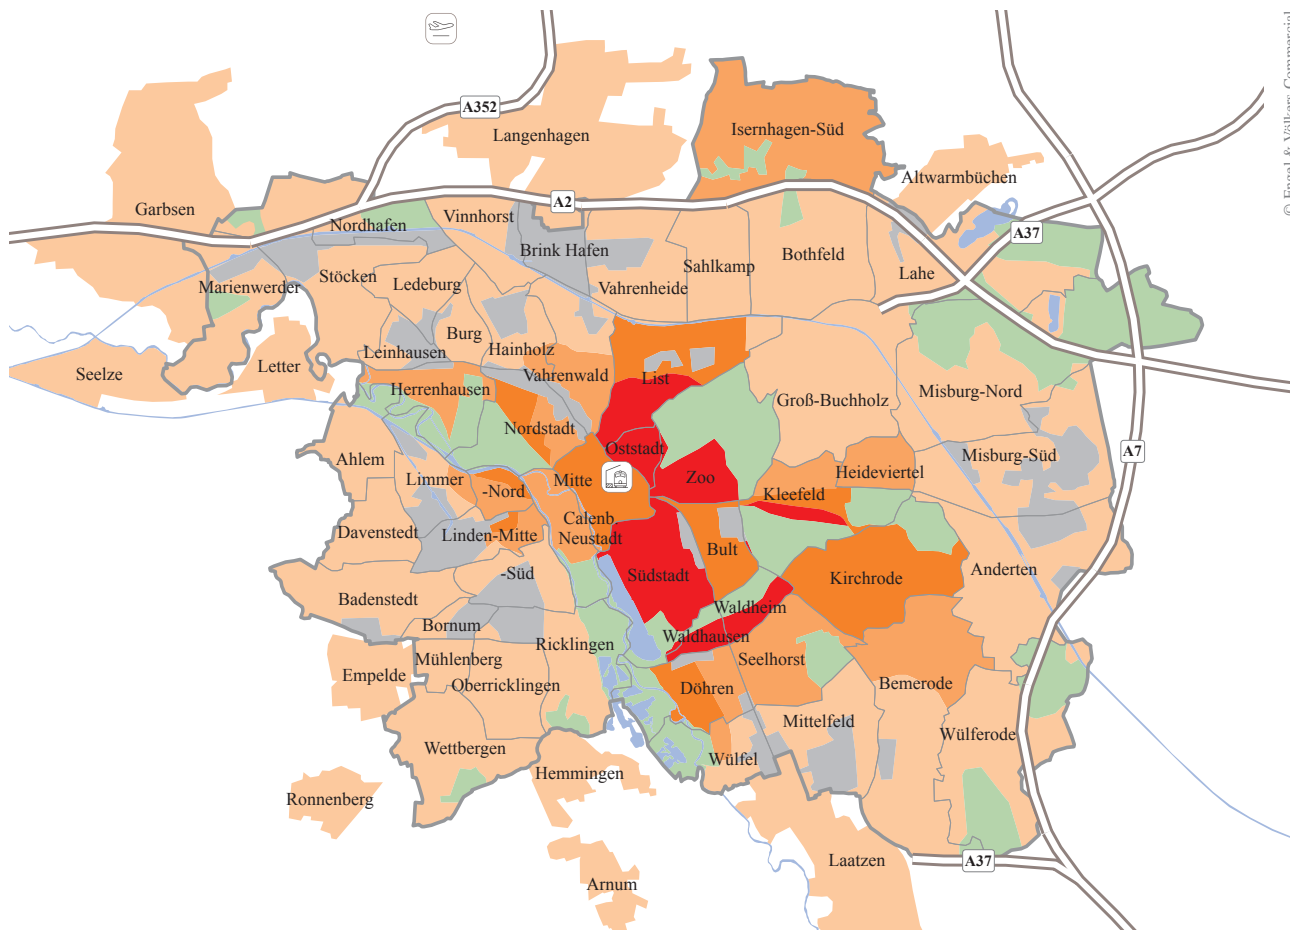 © Engel & Völkers Commercial
A352
Isernhagen-Süd
Langenhagen
Altwarmbüchen
A2
Garbsen
Vinnhorst
Nordhafen
A37
Brink Hafen
Bothfeld
Sahlkamp
Lahe
Stöcken
Ledeburg
Marienwerder
Vahrenheide
Burg
Hainholz
Leinhausen
Letter
Seelze
Vahrenwald
List
Herrenhausen
Misburg-Nord
Groß-Buchholz
Nordstadt
Oststadt
A7
Misburg-Süd
Ahlem
Heideviertel
Limmer
Mitte
Zoo
-Nord
Kleefeld
Calenb.
Neustadt
Davenstedt
Linden-Mitte
Bult
Anderten
-Süd
Südstadt
Kirchrode
Badenstedt
Waldheim
Bornum
Waldhausen
Ricklingen
Mühlenberg
Seelhorst
Empelde
Oberricklingen
Döhren
Bemerode
Mittelfeld
Wülferode
Wettbergen
Wülfel
Hemmingen
Ronnenberg
Laatzen
A37
Arnum